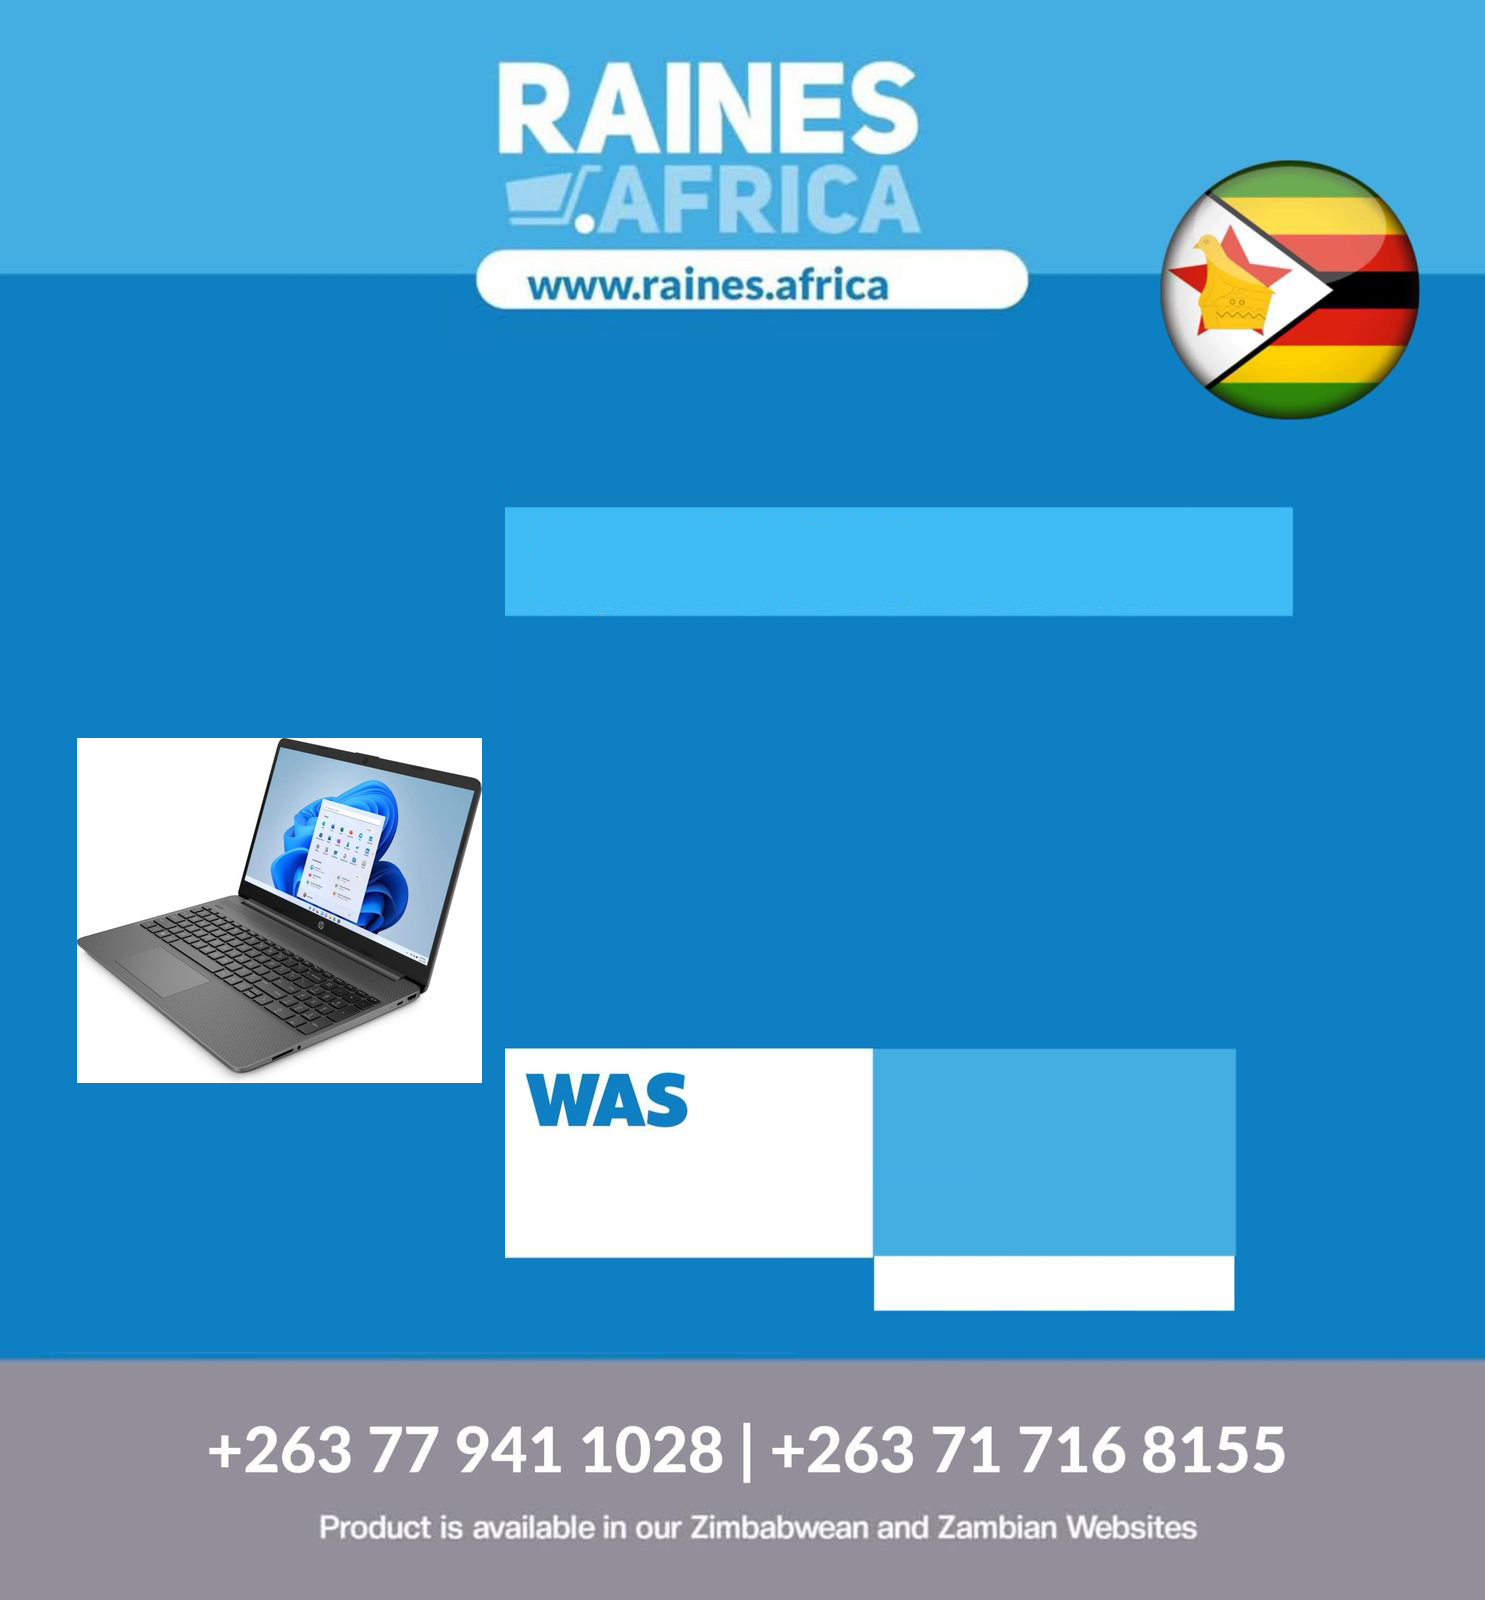 RAINES
.AFRICA
www.raines.africa
WAS
+263 77 941 1028 | +263 71 716 8155
Product is available in our Zimbabwean and Zambian Websites